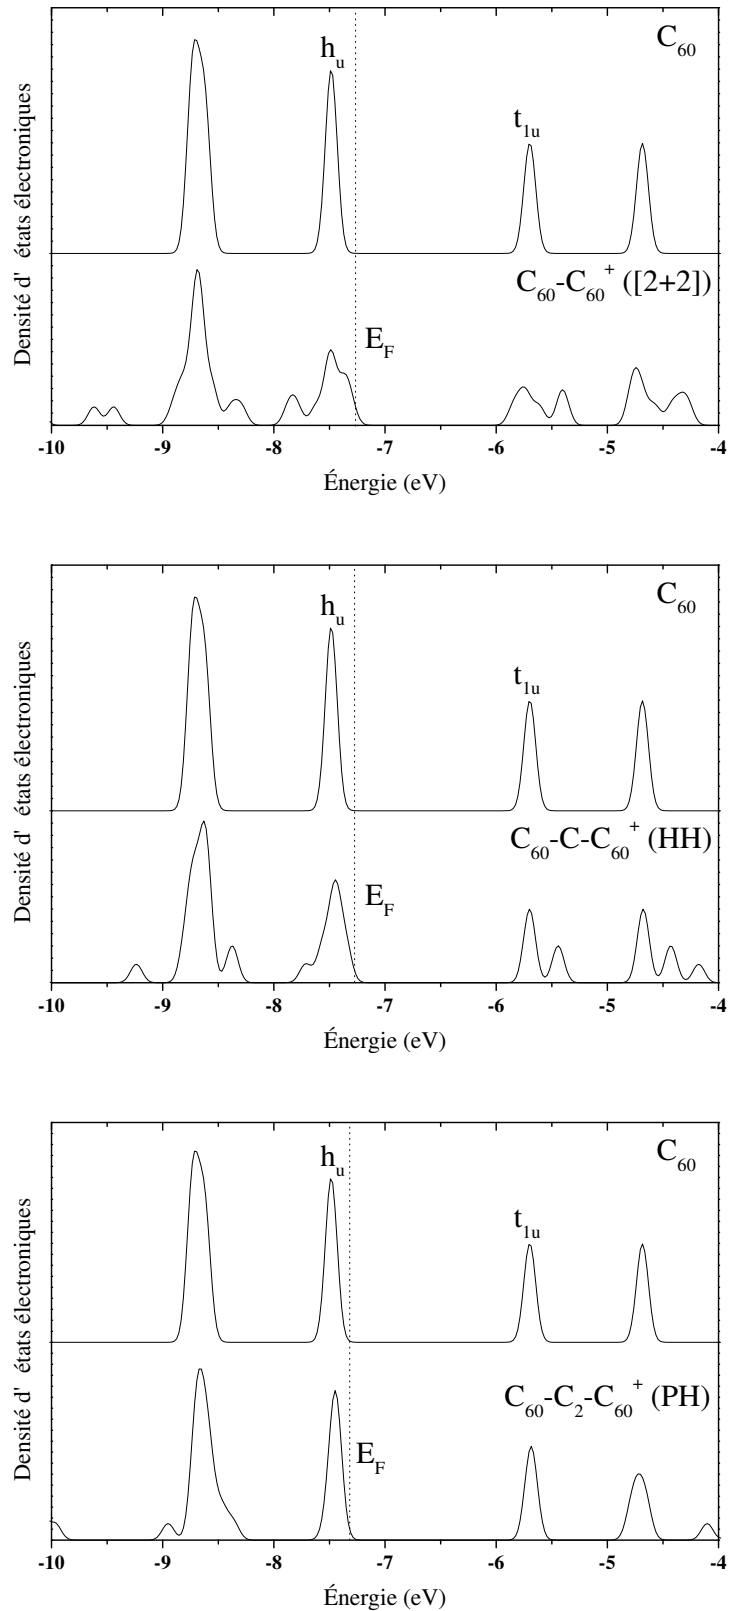 C60
hu
t1u
Densité d' états électroniques
C60-C60+ ([2+2])
EF
-10 -9 -8 -7 -6 -5 -4
Énergie (eV)
C60
hu
t1u
Densité d' états électroniques
C60-C-C60+ (HH)
EF
-10 -9 -8 -7 -6 -5 -4
Énergie (eV)
C60
hu
t1u
Densité d' états électroniques
C60-C2-C60+ (PH)
EF
-10 -9 -8 -7 -6 -5 -4
Énergie (eV)